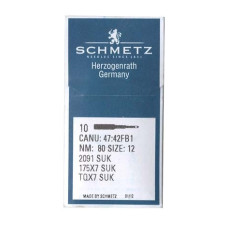 SCHMETZ
Herzogenrath
Germany
10
CANU: 47:42FB1
NM: 80 SIZE: 12
2091 SUK
175X7 SUK
TQX7 SUK
MADE BY SCHMETZ